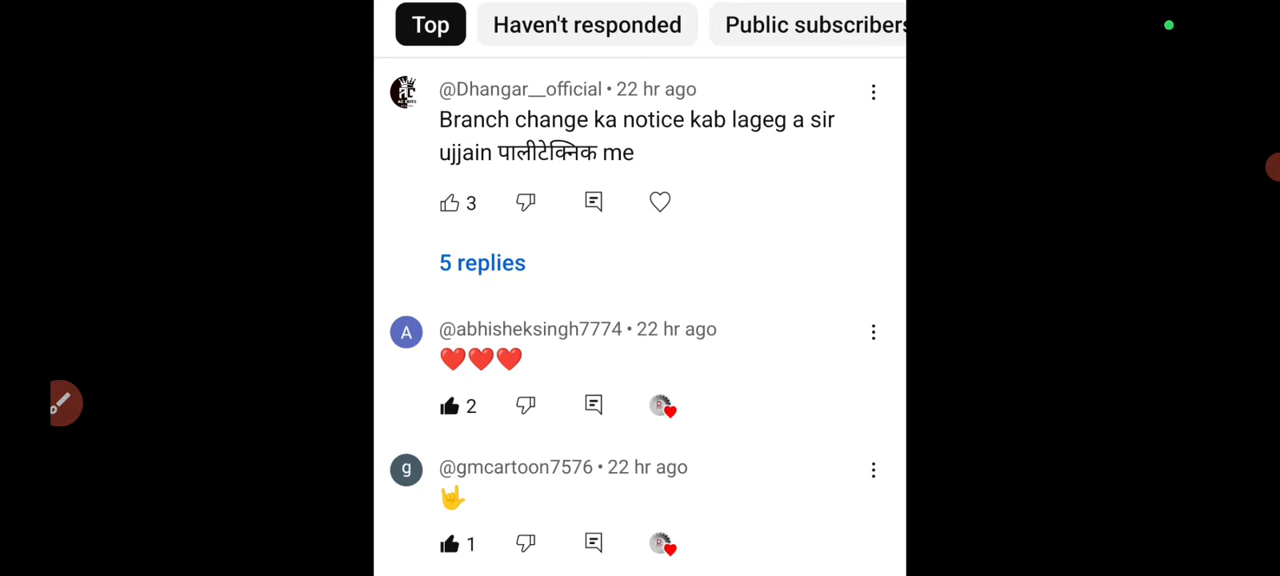 Top Haven't responded Public subscribers
@Dhangar__official • 22 hr ago
Branch change ka notice kab lageg a sir
ujjain पालीटेक्निक me
3
5 replies
A @abhisheksingh7774 • 22 hr ago
❤️❤️❤️
2
g @gmcartoon7576 • 22 hr ago
🤟
1